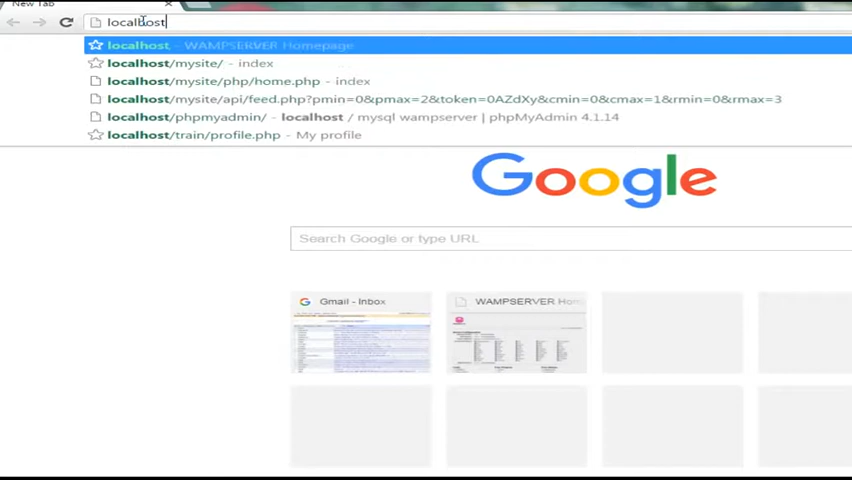 New Tab
localhost
localhost - WAMPSERVER Homepage
localhost/mysite/ - index
localhost/mysite/php/home.php - index
localhost/mysite/api/feed.php?pmin=0&pmax=2&token=0AZdXy&cmin=0&cmax=1&rmin=0&rmax=3
localhost/phpmyadmin/ - localhost / mysql wampserver | phpMyAdmin 4.1.14
localhost/train/profile.php - My profile
Google
Search Google or type URL
Gmail - Inbox
WAMPSERVER Hom